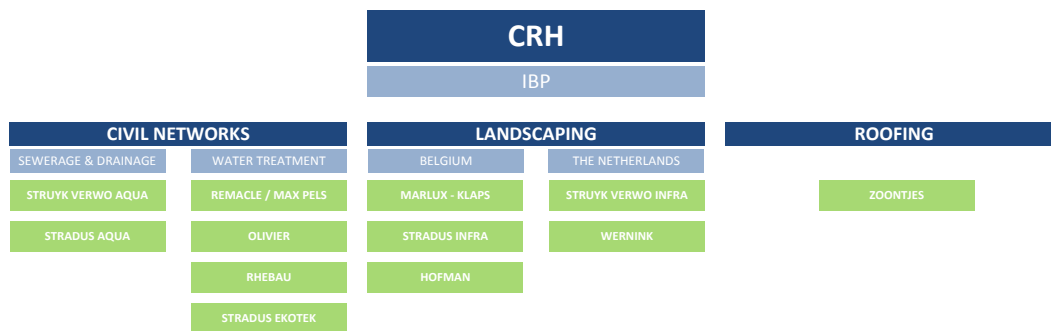 CRH
IBP
CIVIL NETWORKS
LANDSCAPING
ROOFING
SEWERAGE & DRAINAGE
WATER TREATMENT
BELGIUM
THE NETHERLANDS
STRUYK VERWO AQUA
REMACLE / MAX PELS
MARLUX - KLAPS
STRUYK VERWO INFRA
ZOONTJES
STRADUS AQUA
OLIVIER
STRADUS INFRA
WERNINK
RHEBAU
HOFMAN
STRADUS EKOTEK